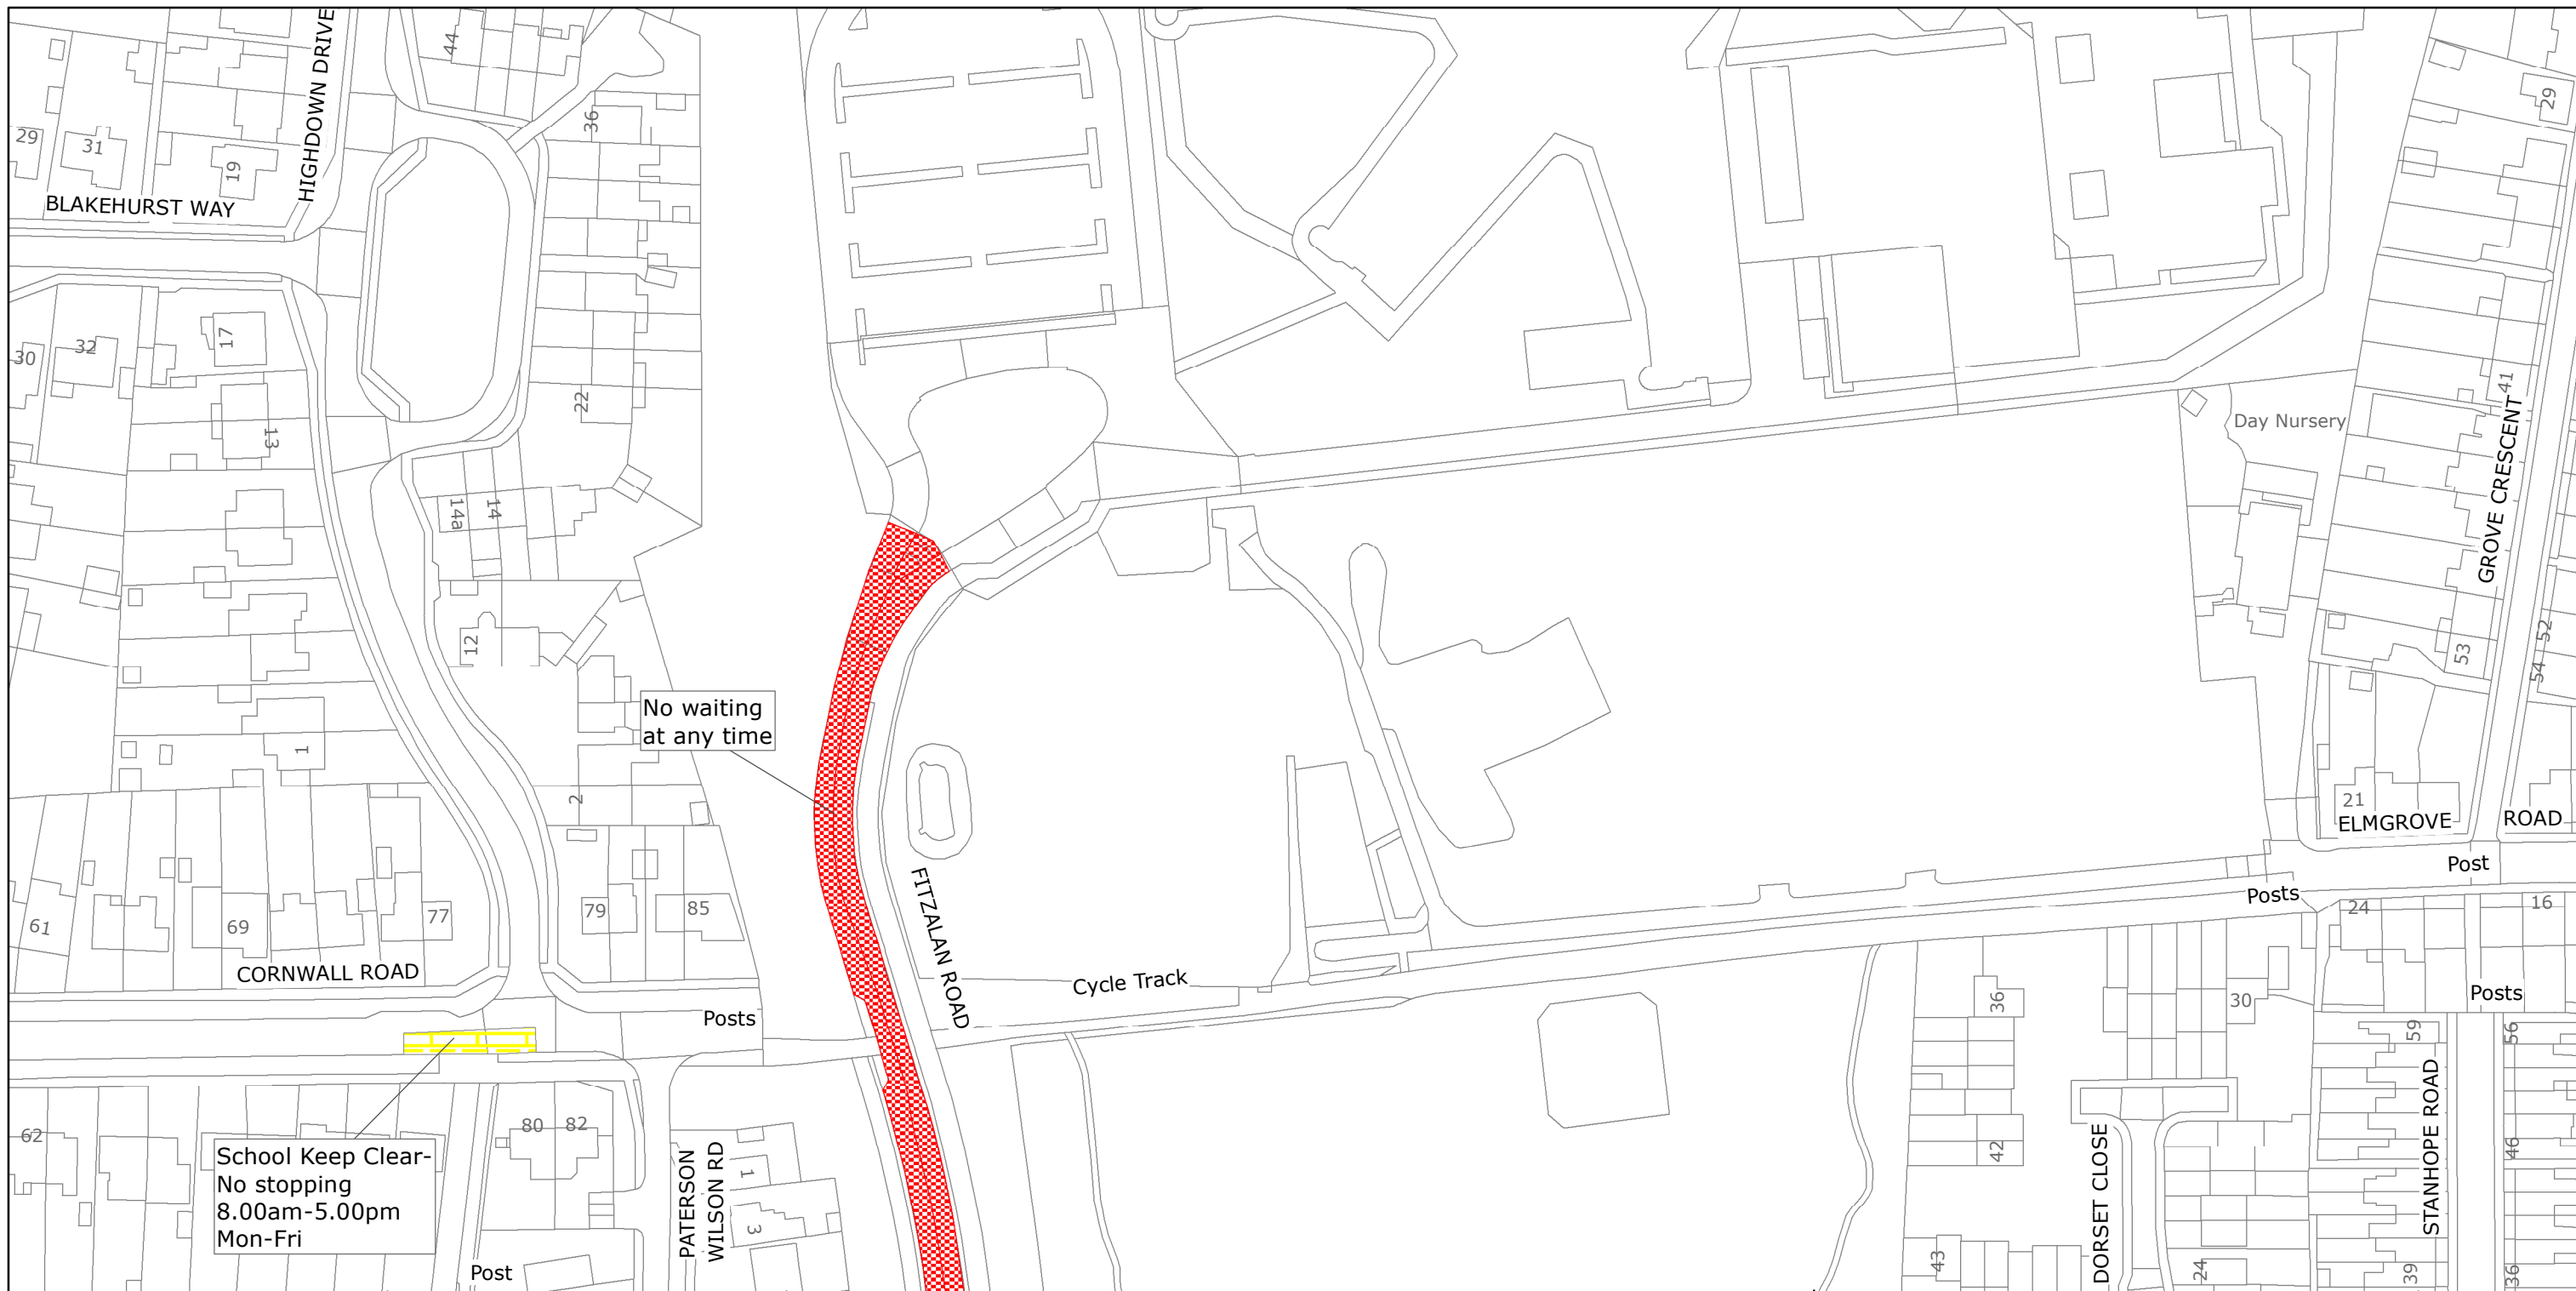 44
HIGHDOWN DRIVE
36
29
31
19
BLAKEHURST WAY
29
30
32
17
22
13
41
Day Nursery
GROVE CRESCENT
14a
14
12
52
53
54
No waiting
at any time
1
2
21
ELMGROVE
ROAD
Post
Posts
61
69
77
79
85
24
16
CORNWALL ROAD
FITZALAN ROAD
Cycle Track
Posts
36
30
Posts
59
56
62
80
82
School Keep Clear-
No stopping
8.00am-5.00pm
Mon-Fri
Post
PATERSON
WILSON RD
1
3
42
43
DORSET CLOSE
24
STANHOPE ROAD
46
39
36